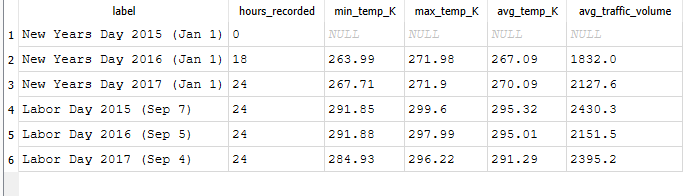 label hours_recorded min_temp_K max_temp_K avg_temp_K avg_traffic_volume
1 New Years Day 2015 (Jan 1) 0 NULL NULL NULL NULL
2 New Years Day 2016 (Jan 1) 18 263.99 271.98 267.09 1832.0
3 New Years Day 2017 (Jan 1) 24 267.71 271.9 270.09 2127.6
4 Labor Day 2015 (Sep 7) 24 291.85 299.6 295.32 2430.3
5 Labor Day 2016 (Sep 5) 24 291.88 297.99 295.01 2151.5
6 Labor Day 2017 (Sep 4) 24 284.93 296.22 291.29 2395.2